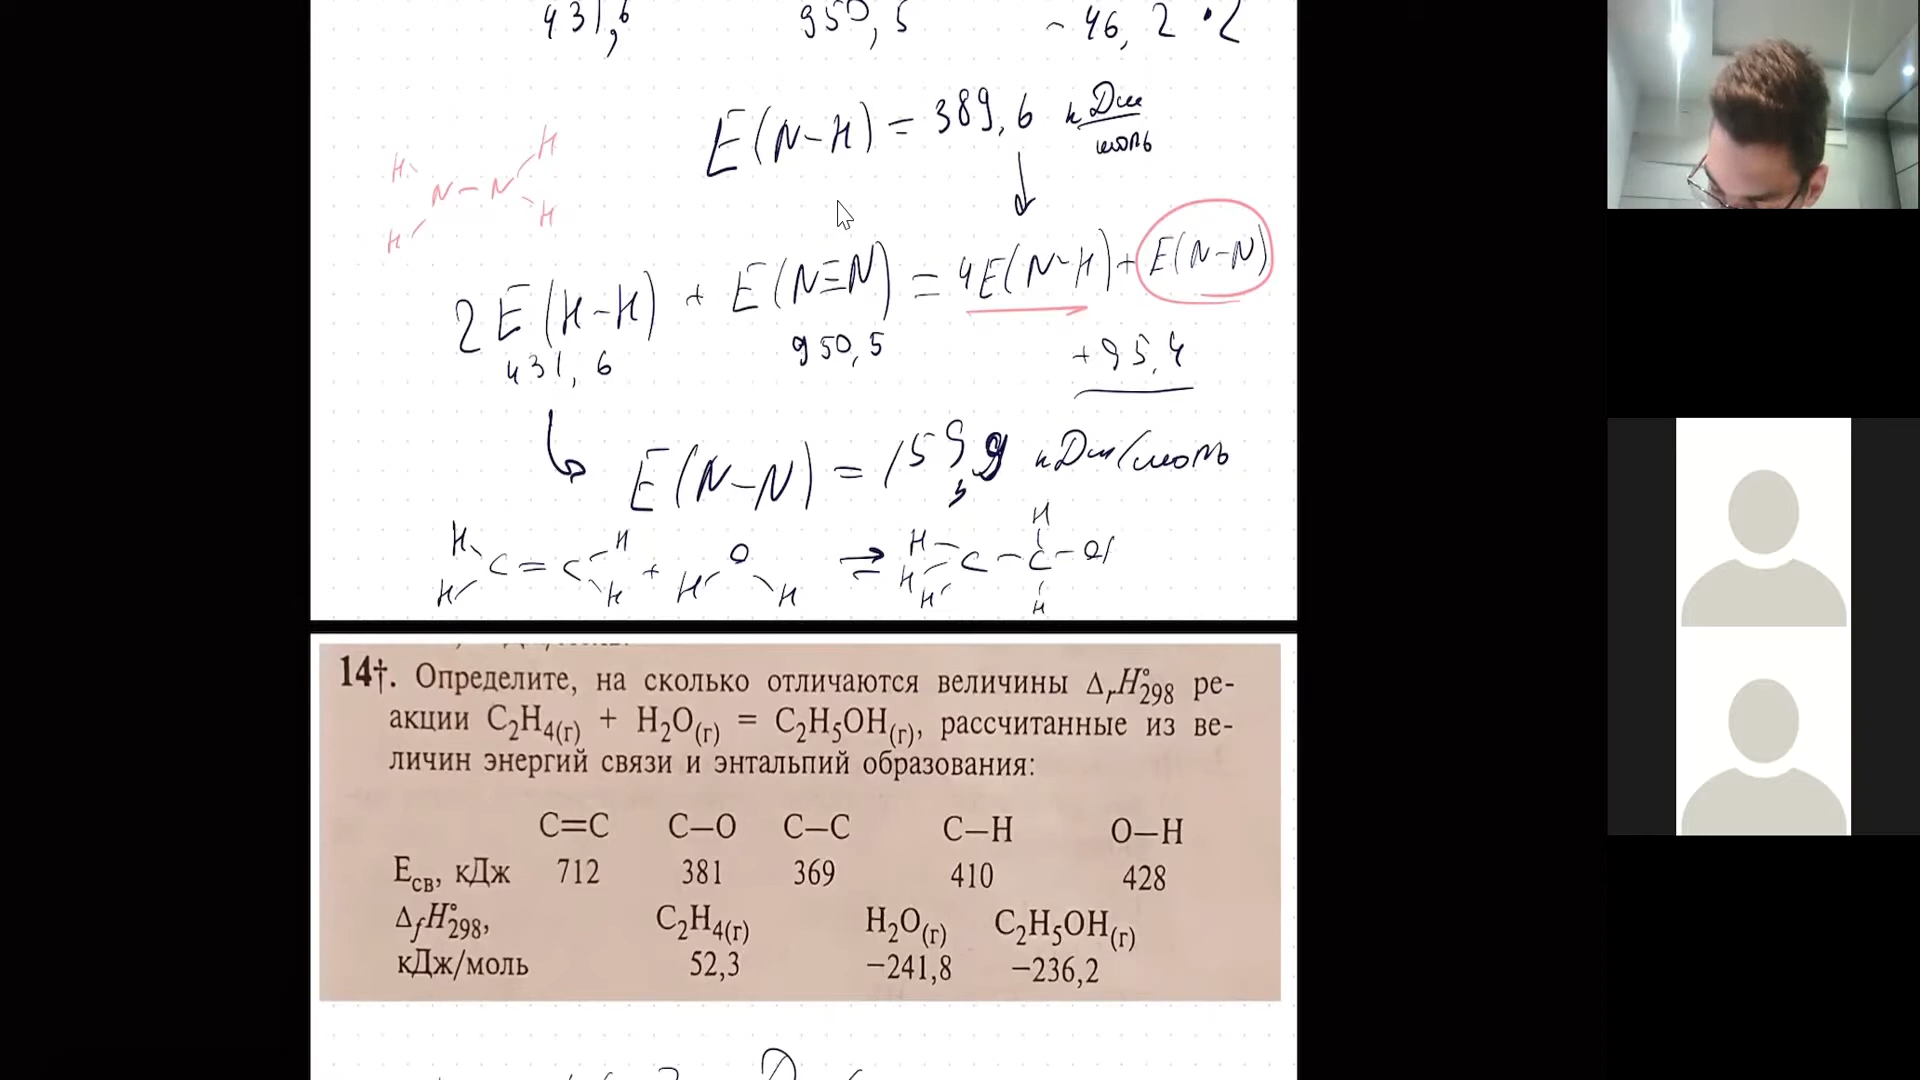 431,6 950,5 -46,2 · 2
E(N-H) = 389,6 кДж/моль
H H
N-N
H H
2E(H-H) + E(N≡N) = 4E(N-H) + E(N-N)
431,6 950,5 +95,4
E(N-N) = 159 кДж/моль
H H O H H
C = C + ⇌ C - C - OH
H H H H H H H
14†. Определите, на сколько отличаются величины ΔrH°298 ре-
акции C2H4(г) + H2O(г) = C2H5OH(г), рассчитанные из ве-
личин энергий связи и энтальпий образования:
C=C C—O C—C C—H O—H
Eсв, кДж 712 381 369 410 428
ΔfH°298, C2H4(г) H2O(г) C2H5OH(г)
кДж/моль 52,3 −241,8 −236,2